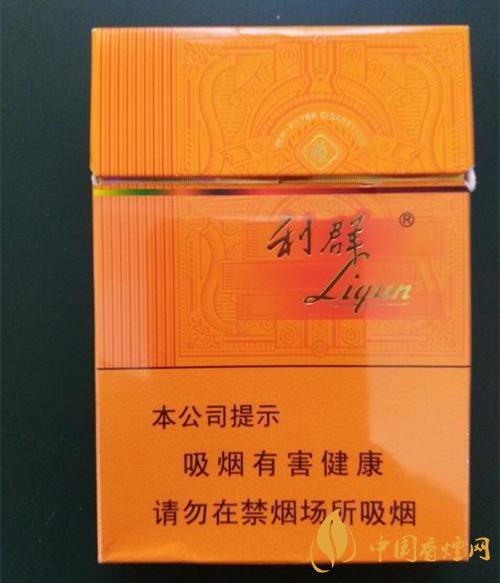 利群®
Liqun
本公司提示
吸烟有害健康
请勿在禁烟场所吸烟
中国香烟网